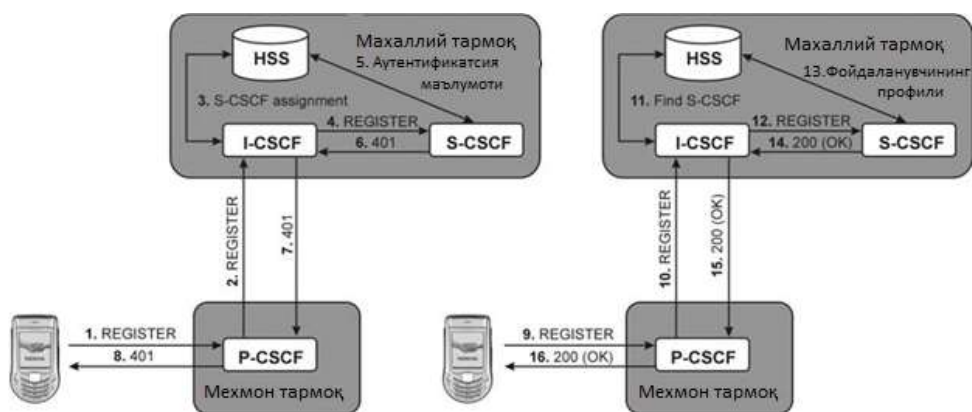 Махаллий тармоқ
HSS
5. Аутентификатсия
маълумоти
3. S-CSCF assignment
4. REGISTER
I-CSCF
6. 401
S-CSCF
2. REGISTER
7. 401
1. REGISTER
8. 401
P-CSCF
Мехмон тармоқ
Махаллий тармоқ
HSS
13.Фойдаланувчининг
профили
11. Find S-CSCF
12. REGISTER
I-CSCF
14. 200 (OK)
S-CSCF
10. REGISTER
15. 200 (OK)
9. REGISTER
16. 200 (OK)
P-CSCF
Мехмон тармоқ